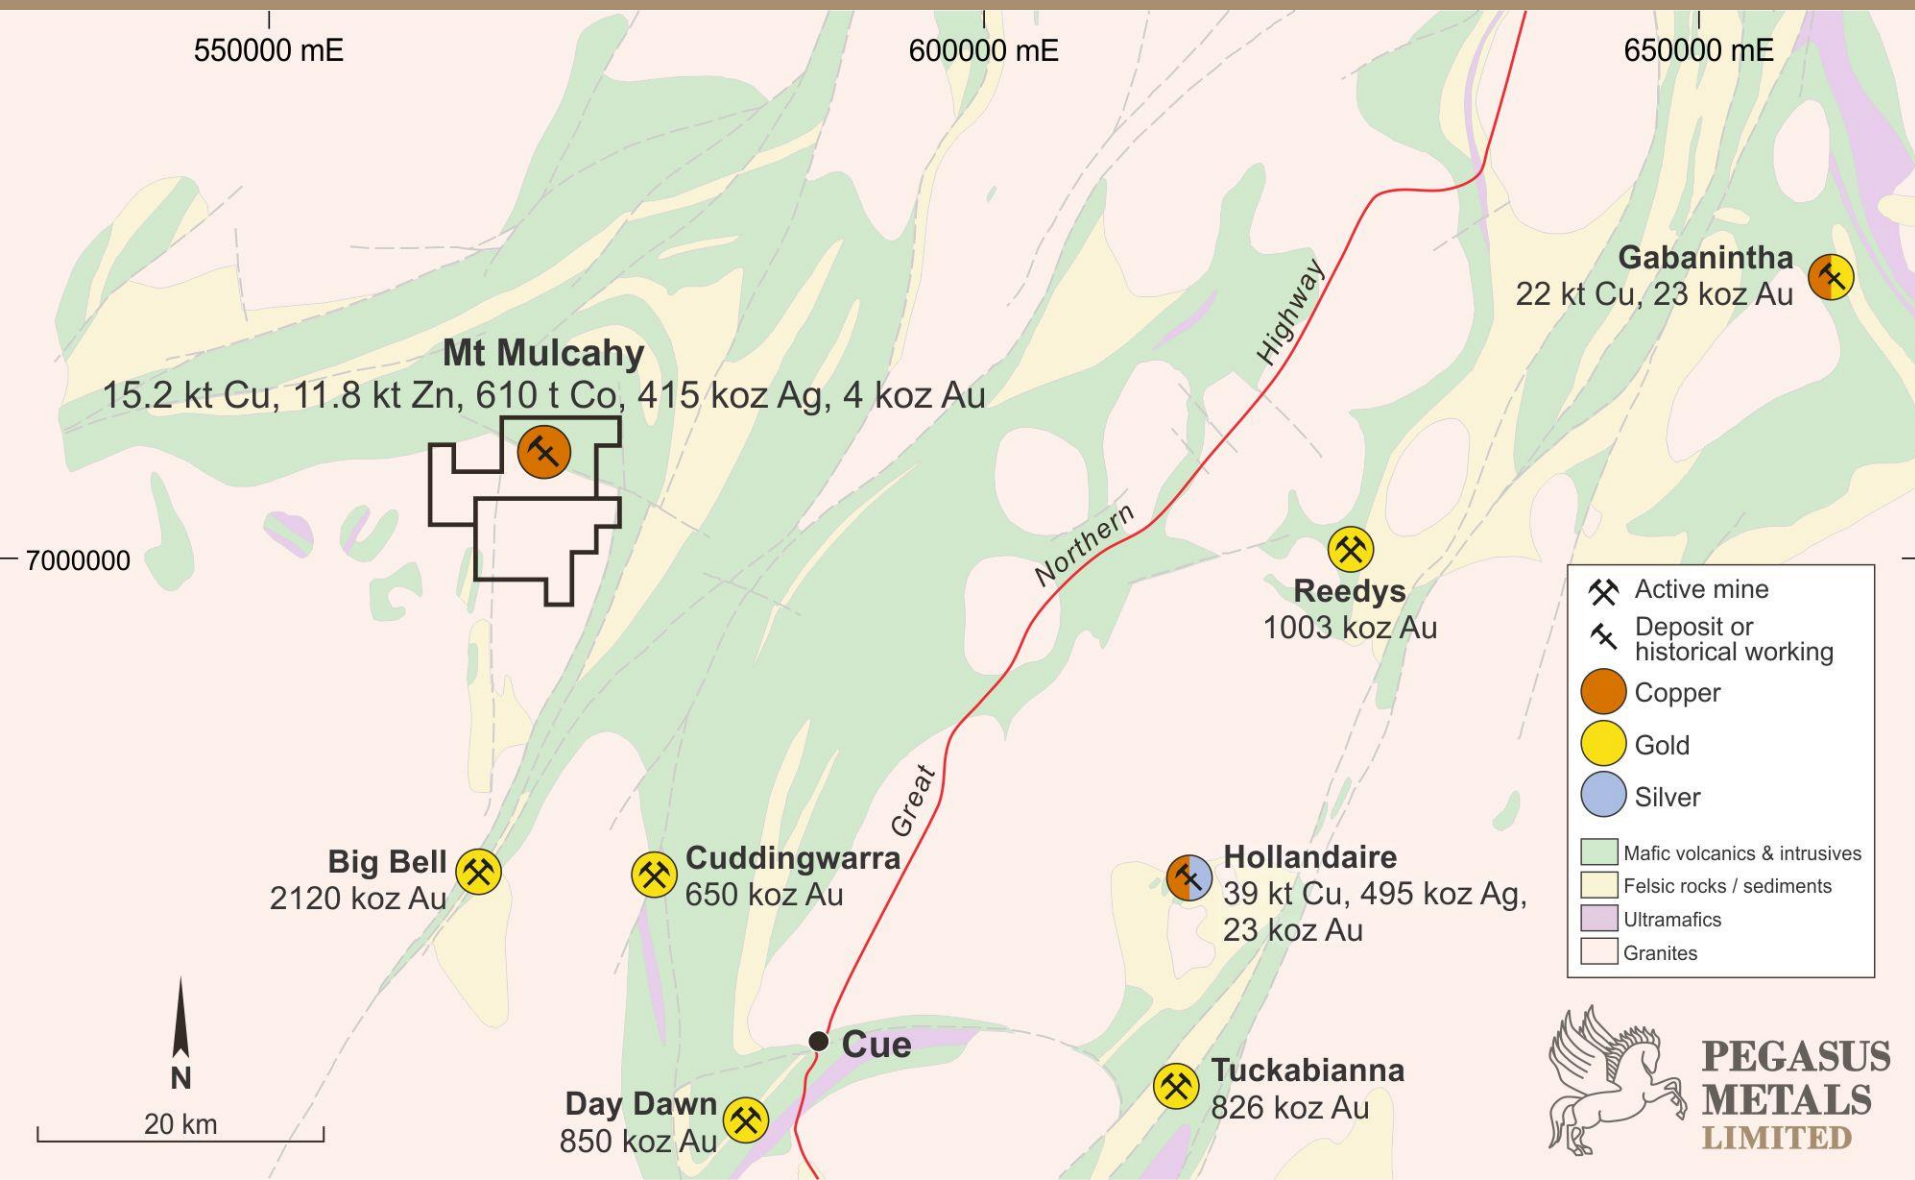 550000 mE
600000 mE
650000 mE
Gabanintha
22 kt Cu, 23 koz Au
Highway
Mt Mulcahy
15.2 kt Cu, 11.8 kt Zn, 610 t Co, 415 koz Ag, 4 koz Au
7000000
Northern
Reedys
1003 koz Au
Great
Big Bell
2120 koz Au
Cuddingwarra
650 koz Au
Hollandaire
39 kt Cu, 495 koz Ag,
23 koz Au
Cue
Day Dawn
850 koz Au
Tuckabianna
826 koz Au
N
20 km
Active mine
Deposit or
historical working
Copper
Gold
Silver
Mafic volcanics & intrusives
Felsic rocks / sediments
Ultramafics
Granites
PEGASUS
METALS
LIMITED